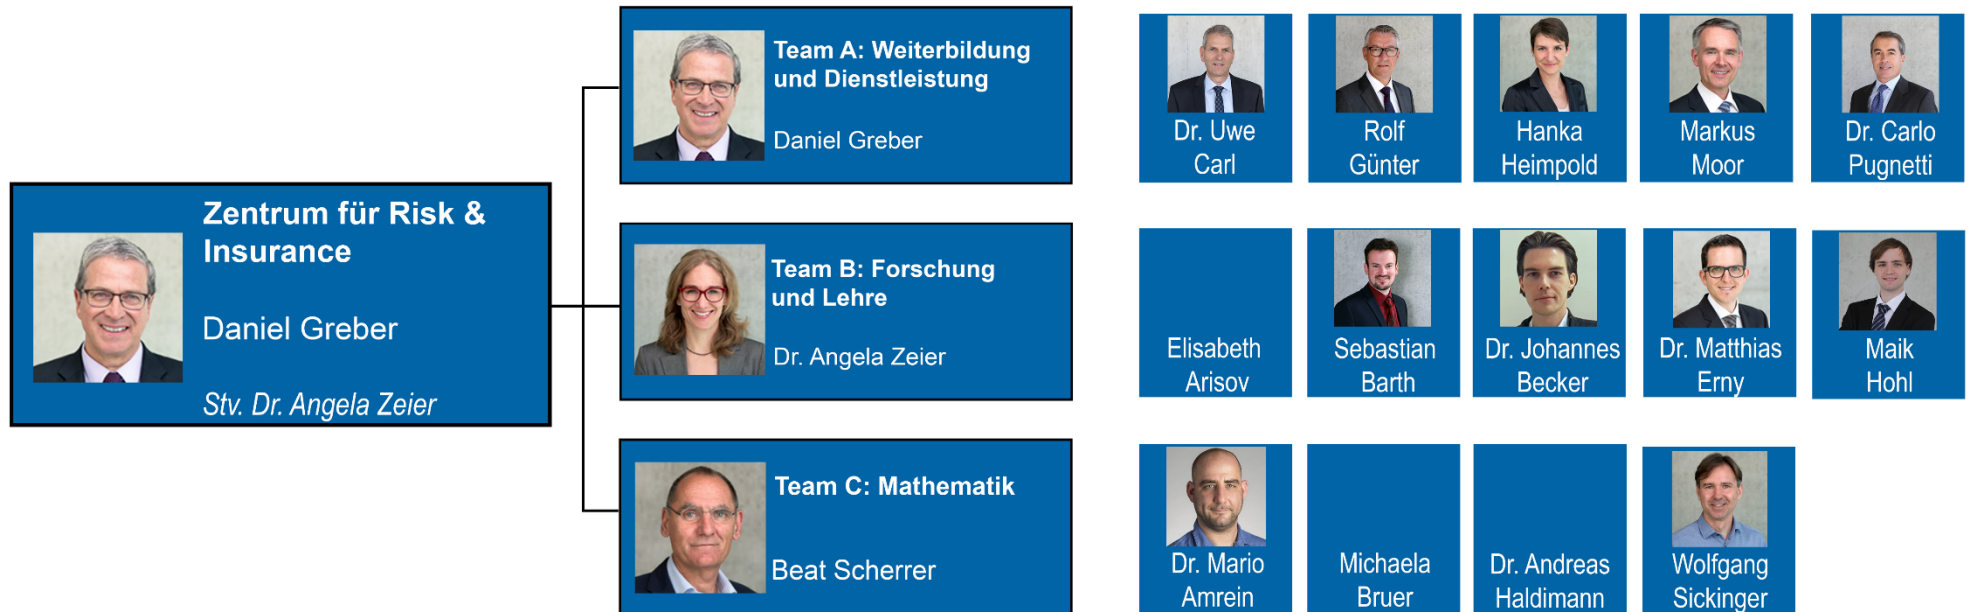 Zentrum für Risk &
Insurance
Daniel Greber
Stv. Dr. Angela Zeier
Team A: Weiterbildung
und Dienstleistung
Daniel Greber
Dr. Uwe
Carl
Rolf
Günter
Hanka
Heimpold
Markus
Moor
Dr. Carlo
Pugnetti
Team B: Forschung
und Lehre
Dr. Angela Zeier
Elisabeth
Arisov
Sebastian
Barth
Dr. Johannes
Becker
Dr. Matthias
Erny
Maik
Hohl
Team C: Mathematik
Beat Scherrer
Dr. Mario
Amrein
Michaela
Bruer
Dr. Andreas
Haldimann
Wolfgang
Sickinger